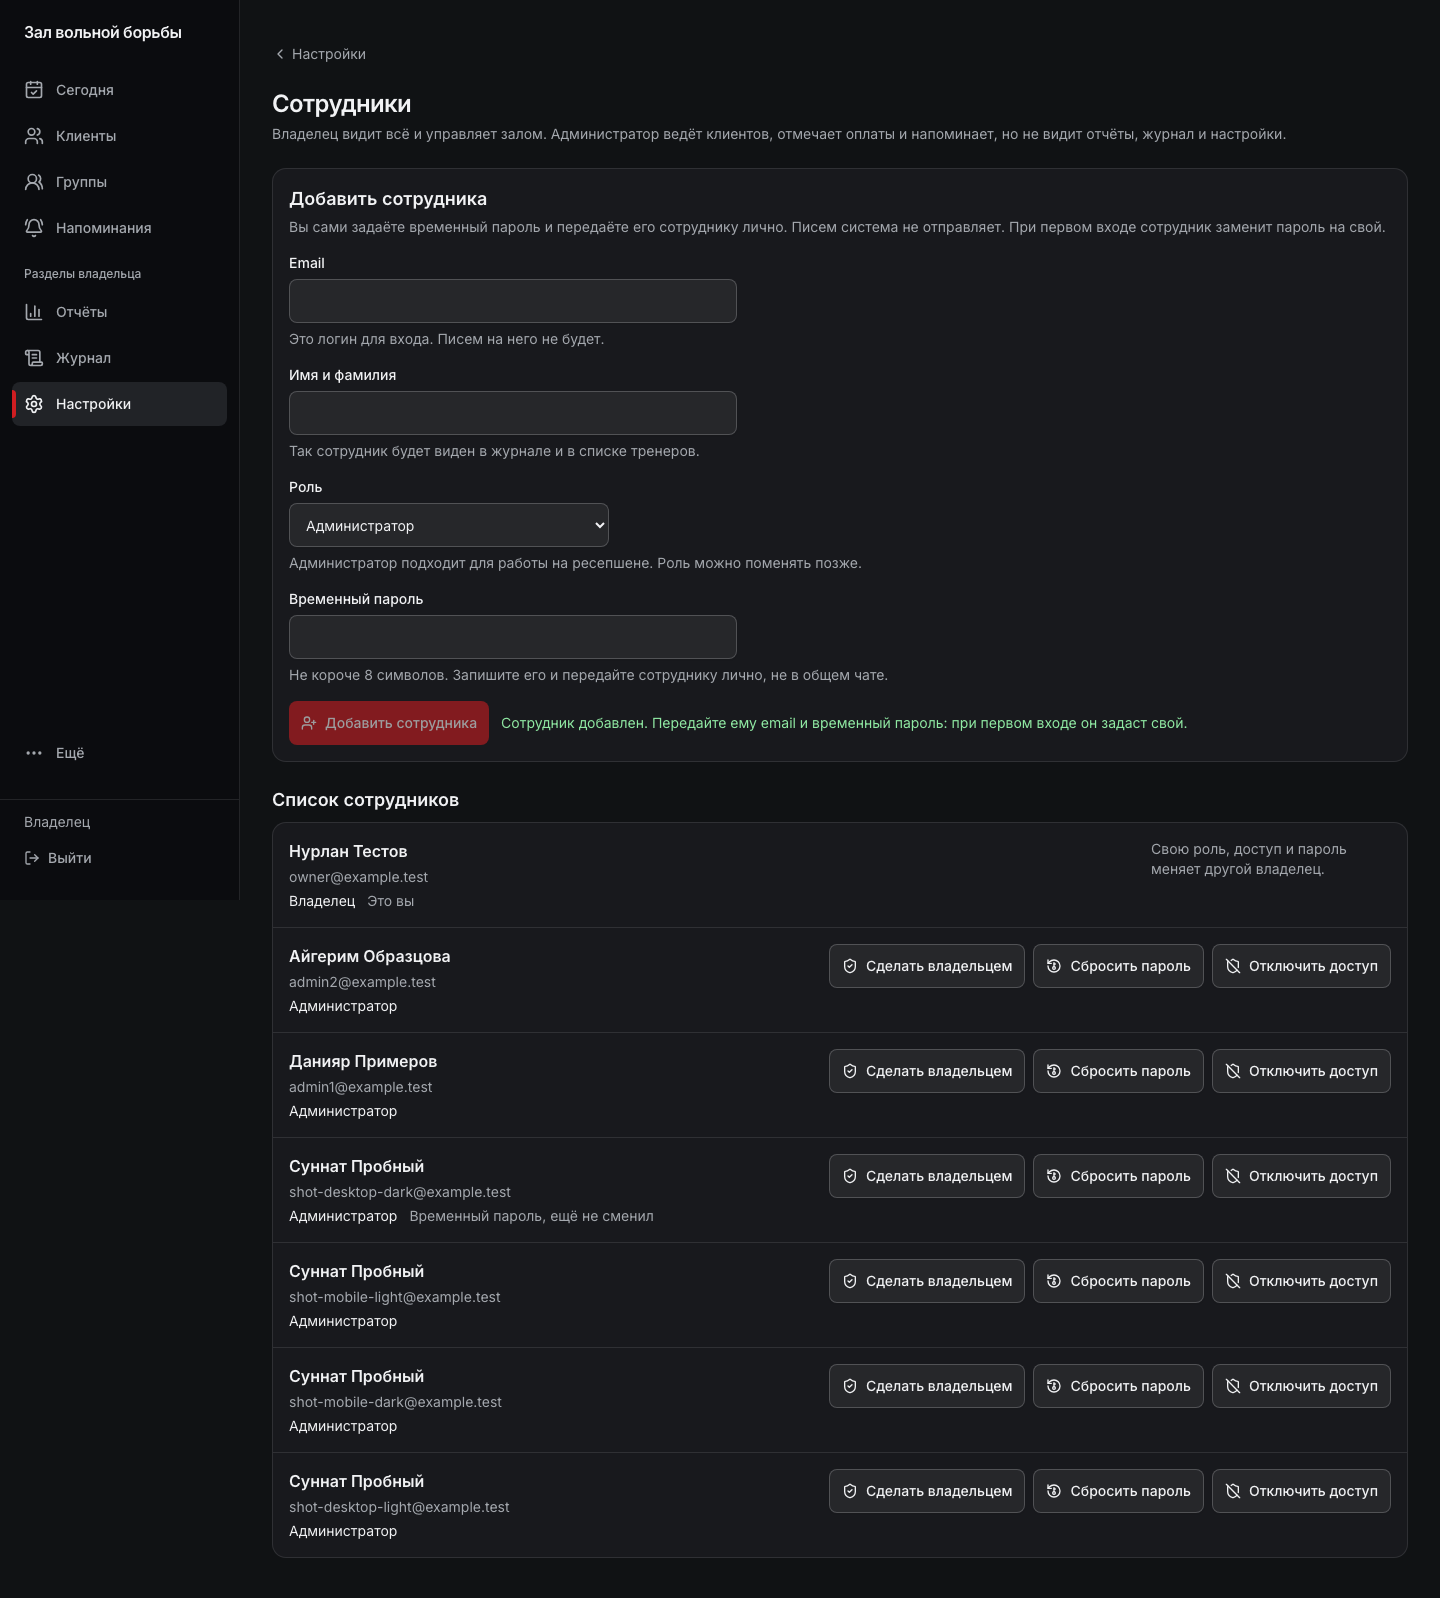 Зал вольной борьбы
Сегодня
Клиенты
Группы
Напоминания
Разделы владельца
Отчёты
Журнал
Настройки
Ещё
Владелец
Выйти
Настройки
Сотрудники
Владелец видит всё и управляет залом. Администратор ведёт клиентов, отмечает оплаты и напоминает, но не видит отчёты, журнал и настройки.
Добавить сотрудника
Вы сами задаёте временный пароль и передаёте его сотруднику лично. Писем система не отправляет. При первом входе сотрудник заменит пароль на свой.
Email
Это логин для входа. Писем на него не будет.
Имя и фамилия
Так сотрудник будет виден в журнале и в списке тренеров.
Роль
Администратор
Администратор подходит для работы на ресепшене. Роль можно поменять позже.
Временный пароль
Не короче 8 символов. Запишите его и передайте сотруднику лично, не в общем чате.
Добавить сотрудника
Сотрудник добавлен. Передайте ему email и временный пароль: при первом входе он задаст свой.
Список сотрудников
Нурлан Тестов
owner@example.test
Владелец Это вы
Свою роль, доступ и пароль
меняет другой владелец.
Айгерим Образцова
admin2@example.test
Администратор
Сделать владельцем Сбросить пароль Отключить доступ
Данияр Примеров
admin1@example.test
Администратор
Сделать владельцем Сбросить пароль Отключить доступ
Суннат Пробный
shot-desktop-dark@example.test
Администратор Временный пароль, ещё не сменил
Сделать владельцем Сбросить пароль Отключить доступ
Суннат Пробный
shot-mobile-light@example.test
Администратор
Сделать владельцем Сбросить пароль Отключить доступ
Суннат Пробный
shot-mobile-dark@example.test
Администратор
Сделать владельцем Сбросить пароль Отключить доступ
Суннат Пробный
shot-desktop-light@example.test
Администратор
Сделать владельцем Сбросить пароль Отключить доступ